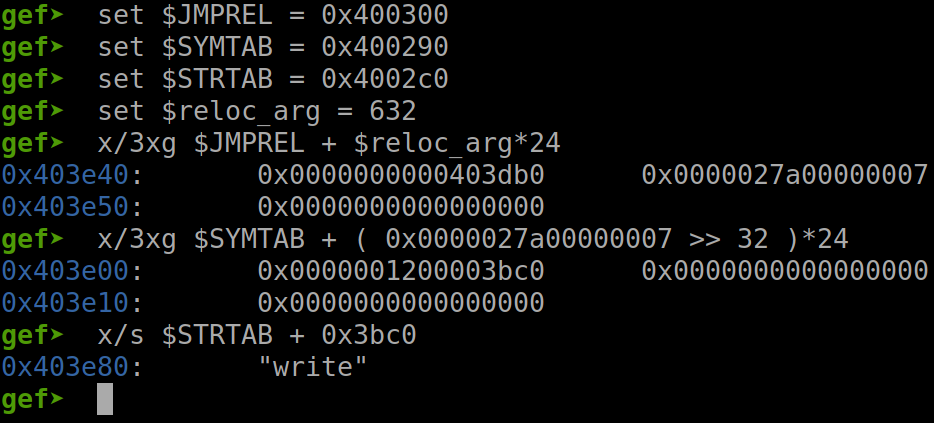 gef➤  set $JMPREL = 0x400300
gef➤  set $SYMTAB = 0x400290
gef➤  set $STRTAB = 0x4002c0
gef➤  set $reloc_arg = 632
gef➤  x/3xg $JMPREL + $reloc_arg*24
0x403e40:       0x0000000000403db0      0x0000027a00000007
0x403e50:       0x0000000000000000
gef➤  x/3xg $SYMTAB + ( 0x0000027a00000007 >> 32 )*24
0x403e00:       0x0000001200003bc0      0x0000000000000000
0x403e10:       0x0000000000000000
gef➤  x/s $STRTAB + 0x3bc0
0x403e80:       "write"
gef➤